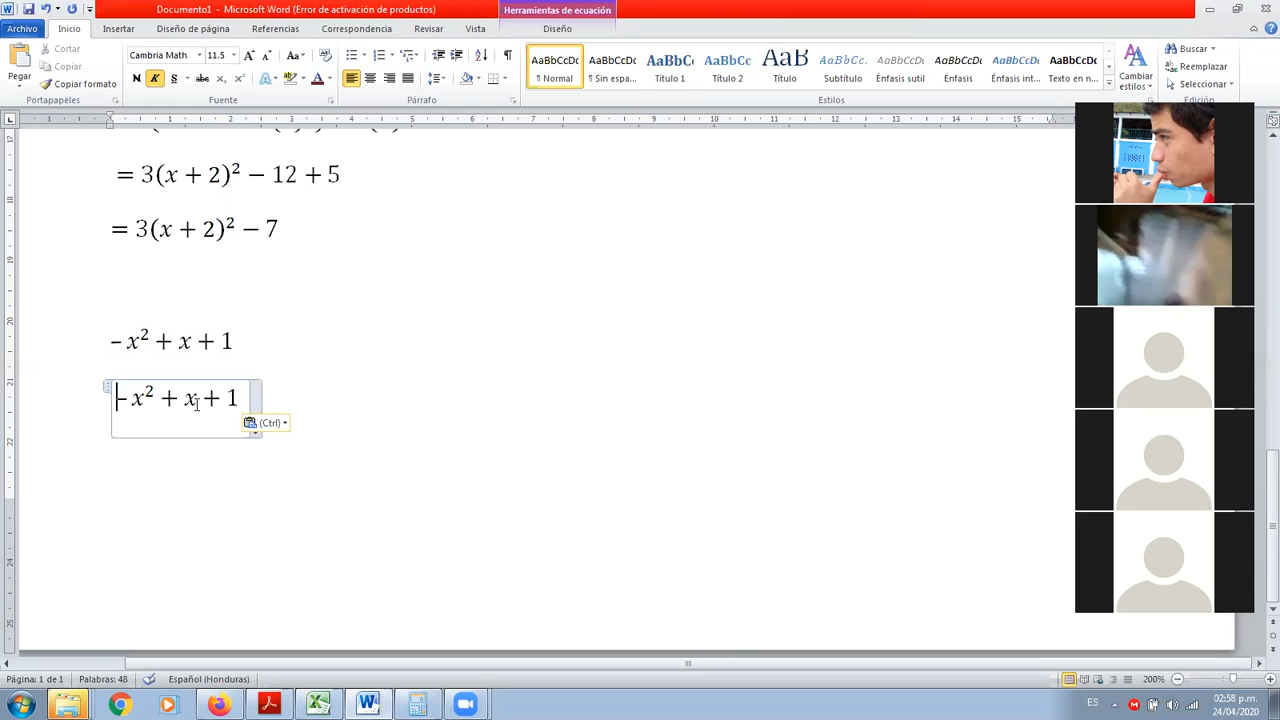 Documento1 - Microsoft Word (Error de activación de productos)
Herramientas de ecuación
Archivo Inicio Insertar Diseño de página Referencias Correspondencia Revisar Vista Diseño
Pegar
Cortar
Copiar
Copiar formato
Portapapeles
Cambria Math 11.5
N K S abc x₂ x²
Fuente
Párrafo
AaBbCcDc AaBbCcDc AaBbC AaBbCc AaB AaBbCc. AaBbCcDc AaBbCcDc AaBbCcDc AaBbCcDc
¶ Normal ¶ Sin espa... Título 1 Título 2 Título Subtítulo Énfasis sutil Énfasis Énfasis int... Texto en n...
Estilos
Cambiar estilos
Buscar
Reemplazar
Seleccionar
Edición
= 3(x + 2)² − 12 + 5
= 3(x + 2)² − 7
− x² + x + 1
− x² + x + 1
(Ctrl)
Página: 1 de 1 Palabras: 48 Español (Honduras) 200%
ES 02:58 p.m.
24/04/2020